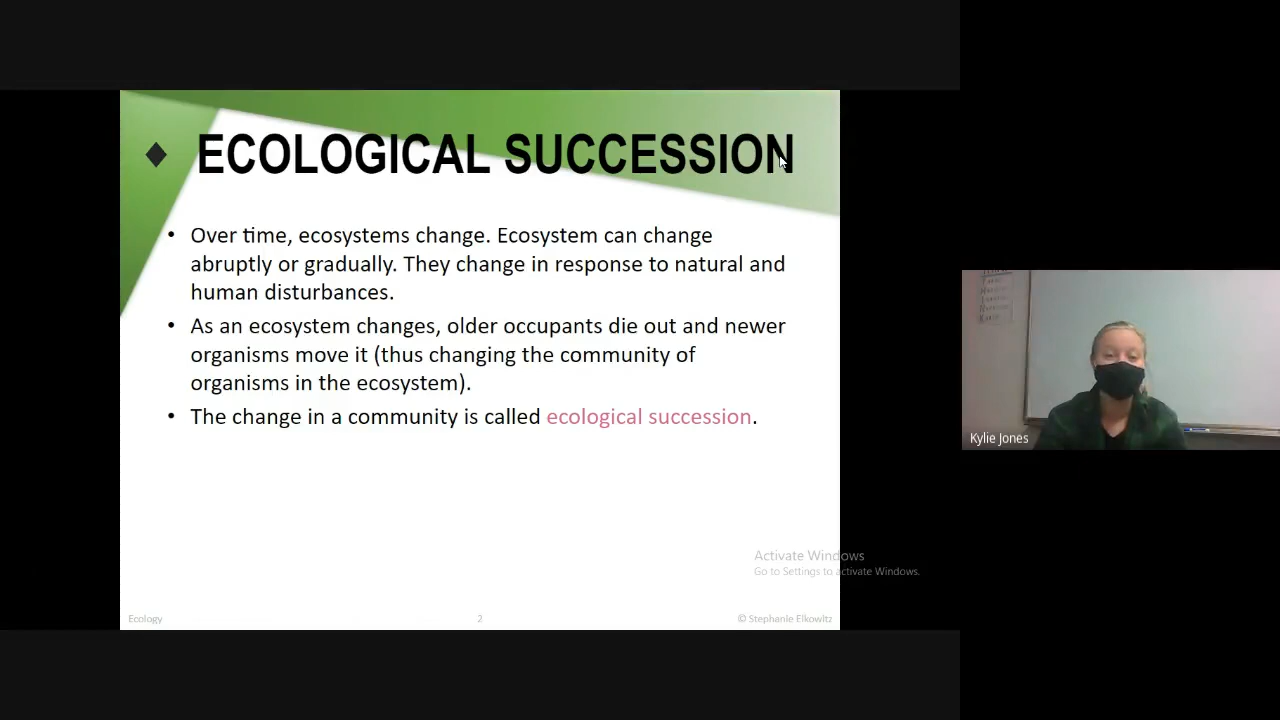 ECOLOGICAL SUCCESSION
• Over time, ecosystems change. Ecosystem can change
abruptly or gradually. They change in response to natural and
human disturbances.
• As an ecosystem changes, older occupants die out and newer
organisms move it (thus changing the community of
organisms in the ecosystem).
• The change in a community is called ecological succession.
Kylie Jones
Activate Windows
Go to Settings to activate Windows.
Ecology
2
© Stephanie Elkowitz